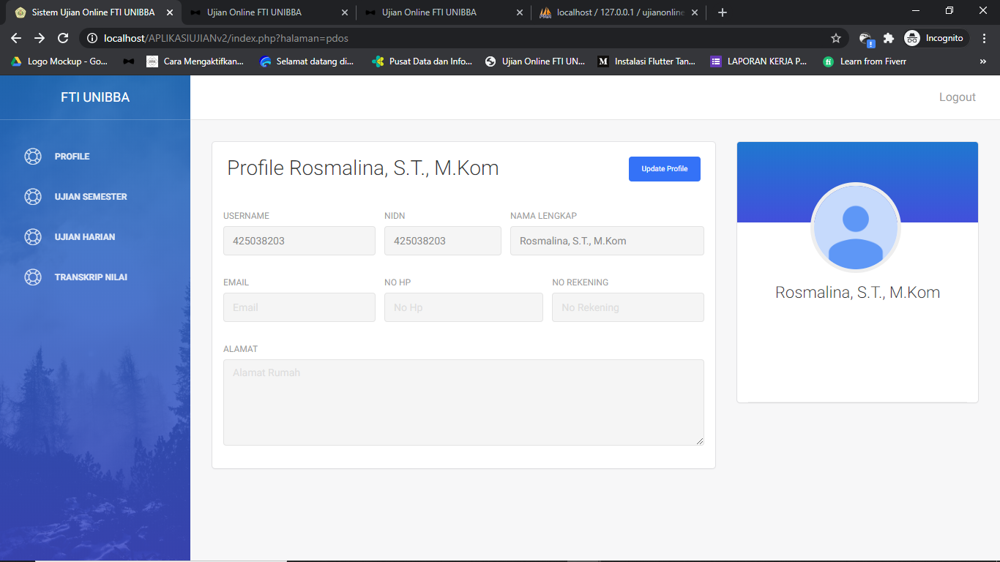 Sistem Ujian Online FTI UNIBBA
Ujian Online FTI UNIBBA
Ujian Online FTI UNIBBA
localhost / 127.0.0.1 / ujianonline
localhost/APLIKASIUJIANv2/index.php?halaman=pdos
Incognito
Logo Mockup - Go...
Cara Mengaktifkan...
Selamat datang di...
Pusat Data dan Info...
Ujian Online FTI UN...
Instalasi Flutter Tan...
LAPORAN KERJA P...
Learn from Fiverr
FTI UNIBBA
Logout
PROFILE
UJIAN SEMESTER
UJIAN HARIAN
TRANSKRIP NILAI
Profile Rosmalina, S.T., M.Kom
Update Profile
USERNAME
NIDN
NAMA LENGKAP
425038203
425038203
Rosmalina, S.T., M.Kom
EMAIL
NO HP
NO REKENING
Email
No Hp
No Rekening
ALAMAT
Alamat Rumah
Rosmalina, S.T., M.Kom